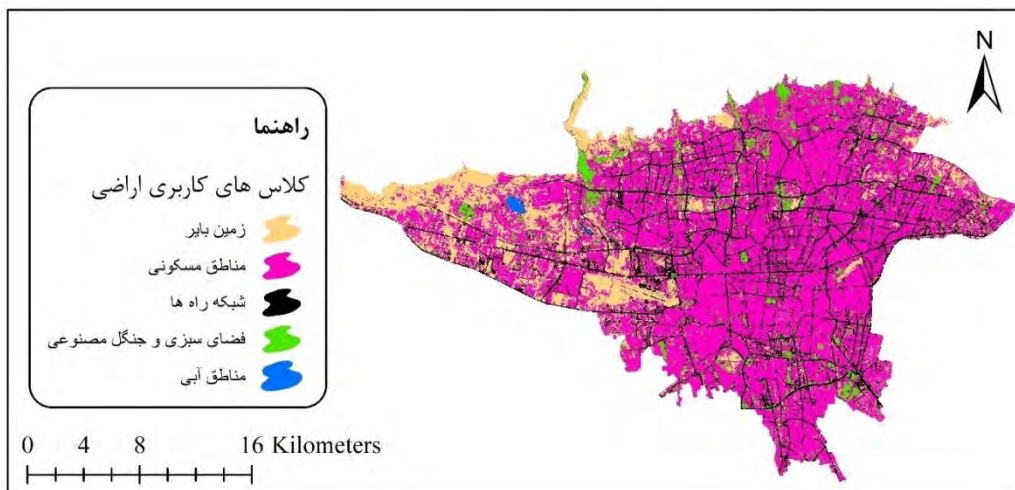 راهنما
کلاس های کاربری اراضی
زمین بایر
مناطق مسکونی
شبکه راه ها
فضای سبزی و جنگل مصنوعی
مناطق آبی
0 4 8 16 Kilometers
N